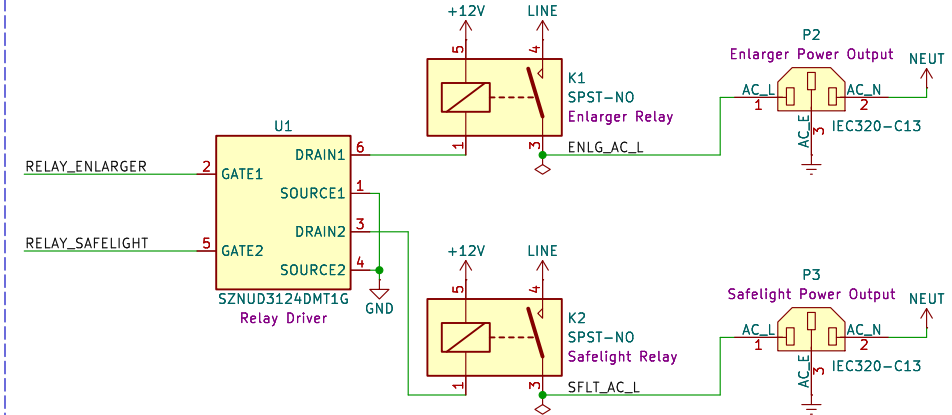 +12V
LINE
P2
Enlarger Power Output
NEUT
5
4
K1
SPST-NO
Enlarger Relay
AC_L
AC_N
1
2
U1
IEC320-C13
AC_E
3
1
3
ENLG_AC_L
DRAIN1
6
RELAY_ENLARGER
2
GATE1
SOURCE1
1
DRAIN2
3
RELAY_SAFELIGHT
5
GATE2
+12V
LINE
SOURCE2
4
P3
Safelight Power Output
NEUT
SZNUD3124DMT1G
Relay Driver
GND
5
4
K2
SPST-NO
Safelight Relay
AC_L
AC_N
1
2
IEC320-C13
AC_E
3
1
3
SFLT_AC_L